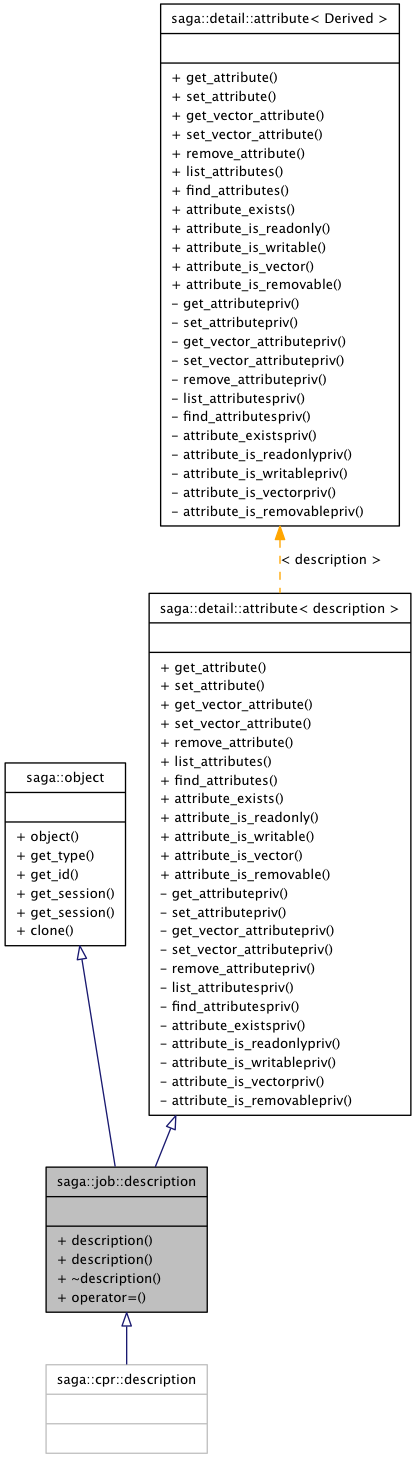 saga::detail::attribute< Derived >
+ get_attribute()
+ set_attribute()
+ get_vector_attribute()
+ set_vector_attribute()
+ remove_attribute()
+ list_attributes()
+ find_attributes()
+ attribute_exists()
+ attribute_is_readonly()
+ attribute_is_writable()
+ attribute_is_vector()
+ attribute_is_removable()
– get_attributepriv()
– set_attributepriv()
– get_vector_attributepriv()
– set_vector_attributepriv()
– remove_attributepriv()
– list_attributespriv()
– find_attributespriv()
– attribute_existspriv()
– attribute_is_readonlypriv()
– attribute_is_writablepriv()
– attribute_is_vectorpriv()
– attribute_is_removablepriv()
< description >
saga::detail::attribute< description >
+ get_attribute()
+ set_attribute()
+ get_vector_attribute()
+ set_vector_attribute()
+ remove_attribute()
+ list_attributes()
+ find_attributes()
+ attribute_exists()
+ attribute_is_readonly()
+ attribute_is_writable()
+ attribute_is_vector()
+ attribute_is_removable()
– get_attributepriv()
– set_attributepriv()
– get_vector_attributepriv()
– set_vector_attributepriv()
– remove_attributepriv()
– list_attributespriv()
– find_attributespriv()
– attribute_existspriv()
– attribute_is_readonlypriv()
– attribute_is_writablepriv()
– attribute_is_vectorpriv()
– attribute_is_removablepriv()
saga::object
+ object()
+ get_type()
+ get_id()
+ get_session()
+ get_session()
+ clone()
saga::job::description
+ description()
+ description()
+ ~description()
+ operator=()
saga::cpr::description